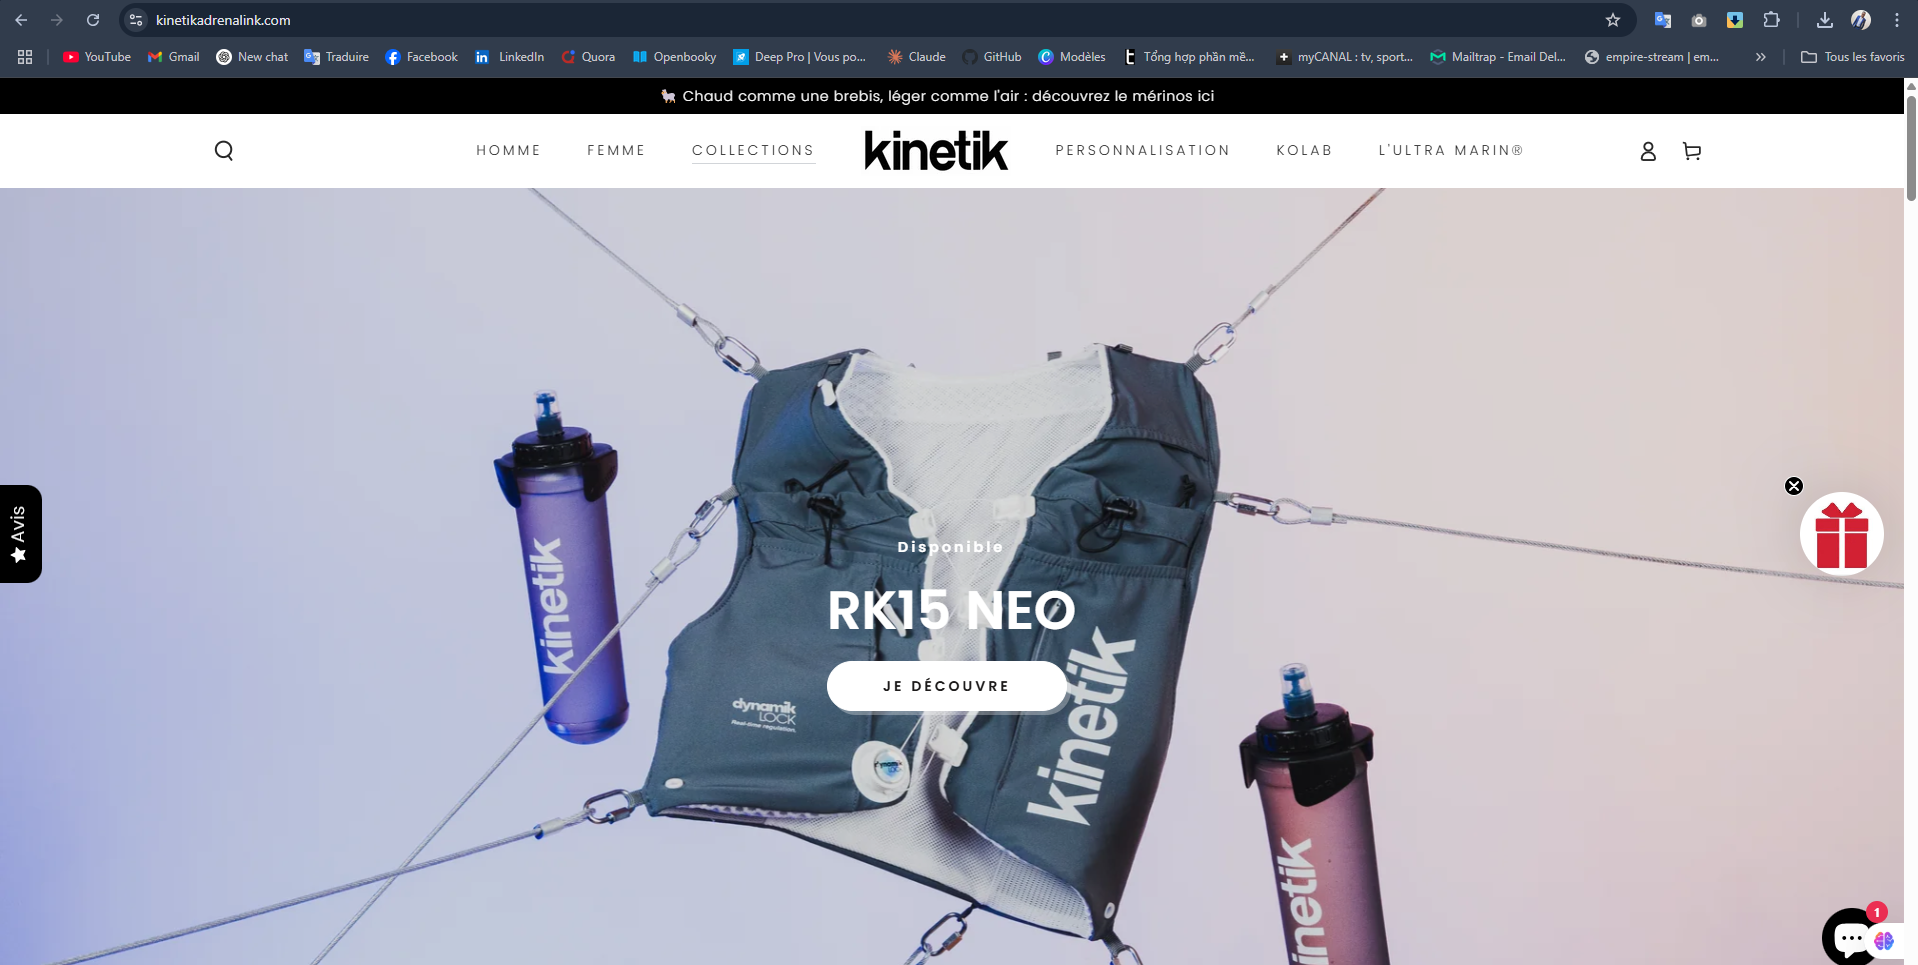 kinetikadrenalink.com
YouTube
Gmail
New chat
Traduire
Facebook
LinkedIn
Quora
Openbooky
Deep Pro | Vous po...
Claude
GitHub
Modèles
Tổng hợp phần mề...
myCANAL : tv, sport...
Mailtrap - Email Del...
empire-stream | em...
Tous les favoris
Chaud comme une brebis, léger comme l'air : découvrez le mérinos ici
HOMME
FEMME
COLLECTIONS
kinetik
PERSONNALISATION
KOLAB
L'ULTRA MARIN®
Avis
kinetik
Disponible
RK15 NEO
JE DÉCOUVRE
dynamik
LOCK
Real-time regulation.
kinetik
kinetik
1